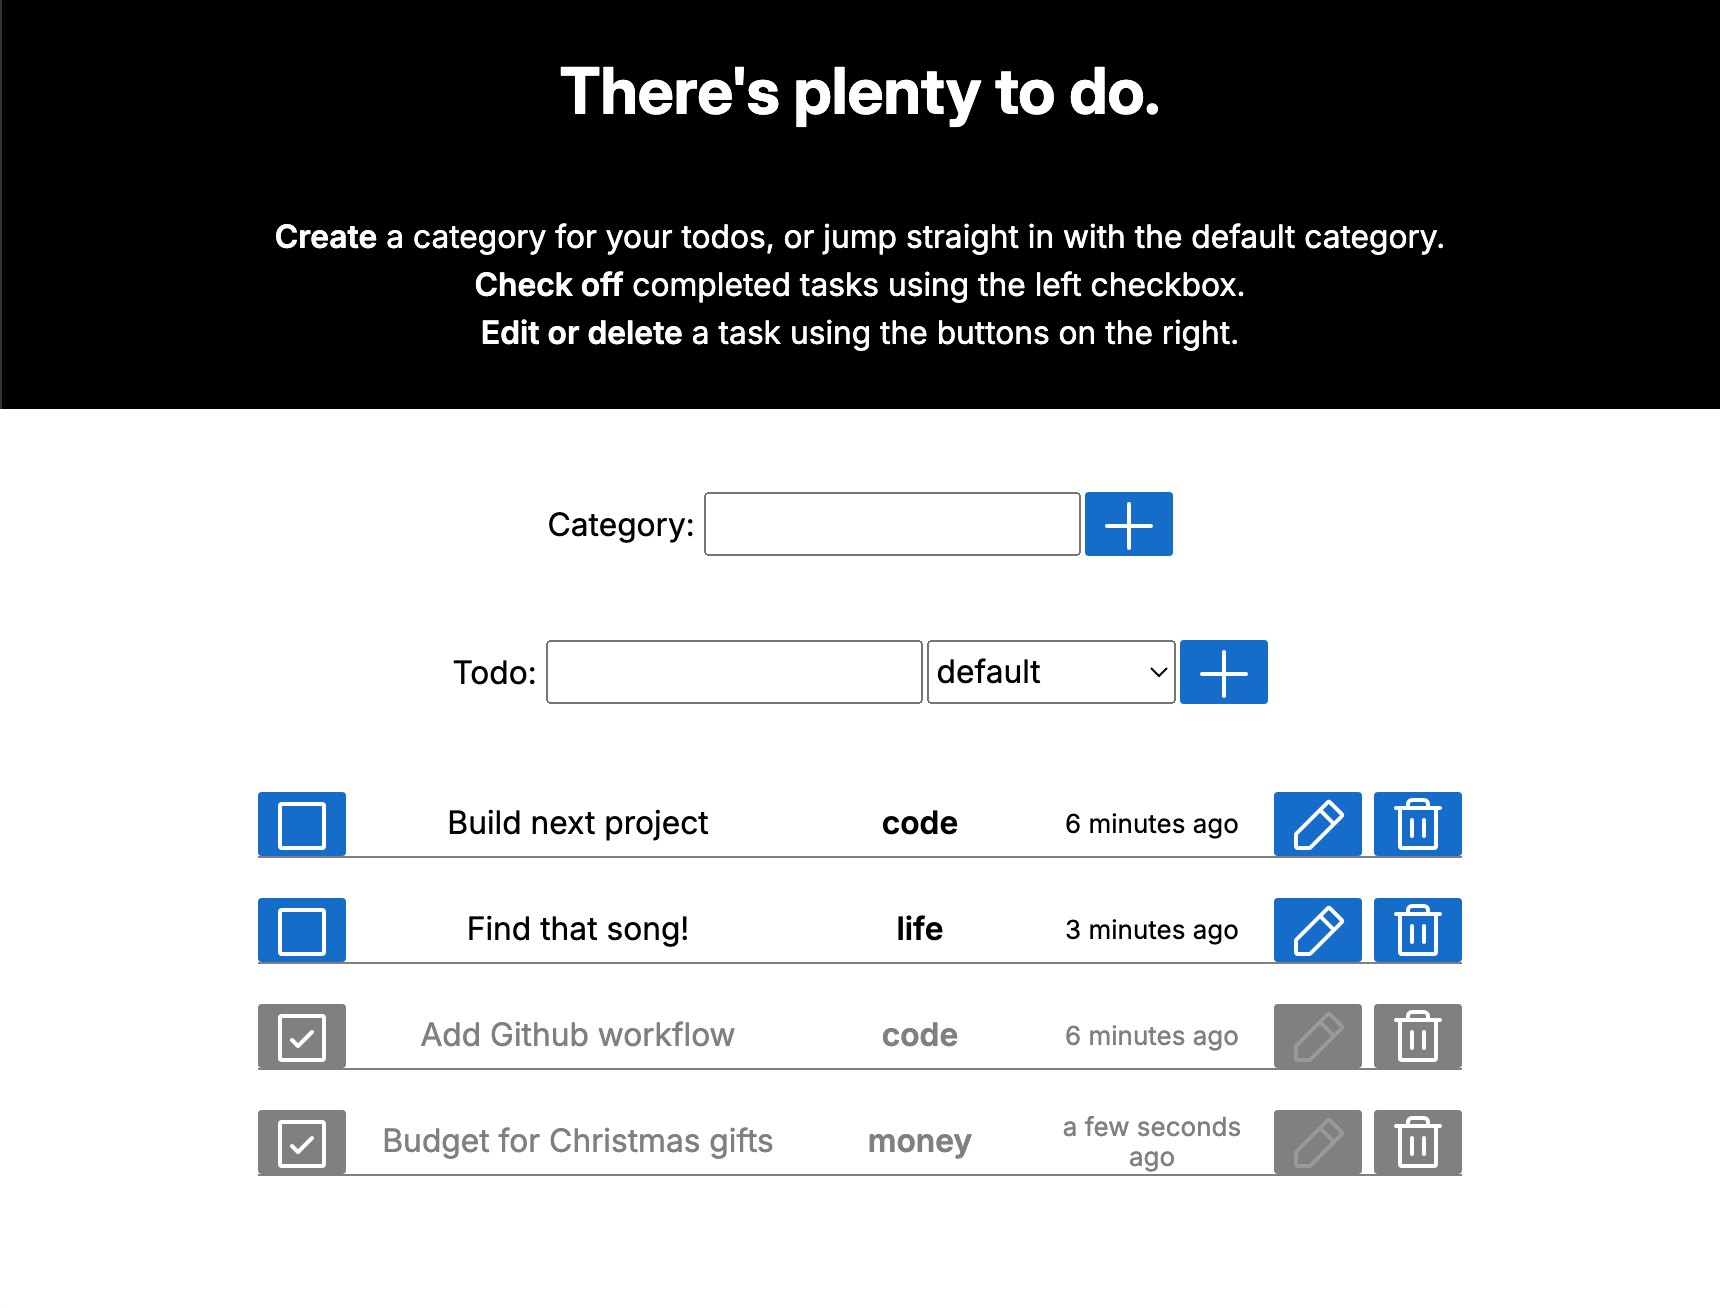 There's plenty to do.
Create a category for your todos, or jump straight in with the default category.
Check off completed tasks using the left checkbox.
Edit or delete a task using the buttons on the right.
Category:
Todo: default
Build next project code 6 minutes ago
Find that song! life 3 minutes ago
Add Github workflow code 6 minutes ago
Budget for Christmas gifts money a few seconds
ago